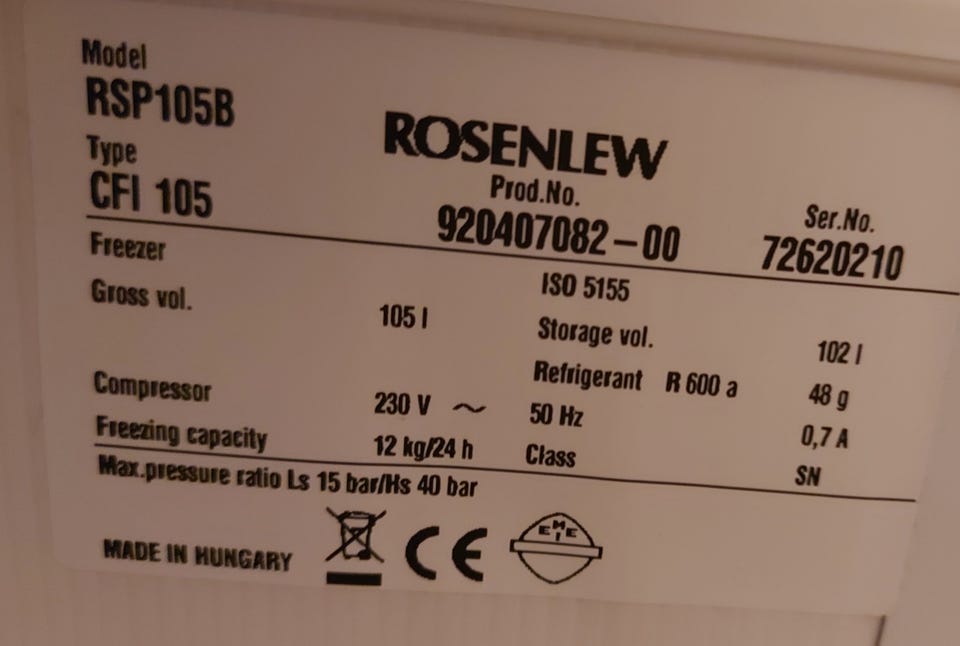 Model
RSP105B
ROSENLEW
Type
CFI 105
Prod.No.
920407082-00
Ser.No.
72620210
Freezer
ISO 5155
Gross vol. 105 l
Storage vol. 102 l
Refrigerant R 600 a 48 g
Compressor 230 V ~ 50 Hz 0,7 A
Freezing capacity 12 kg/24 h Class SN
Max.pressure ratio Ls 15 bar/Hs 40 bar
MADE IN HUNGARY CE EMEI